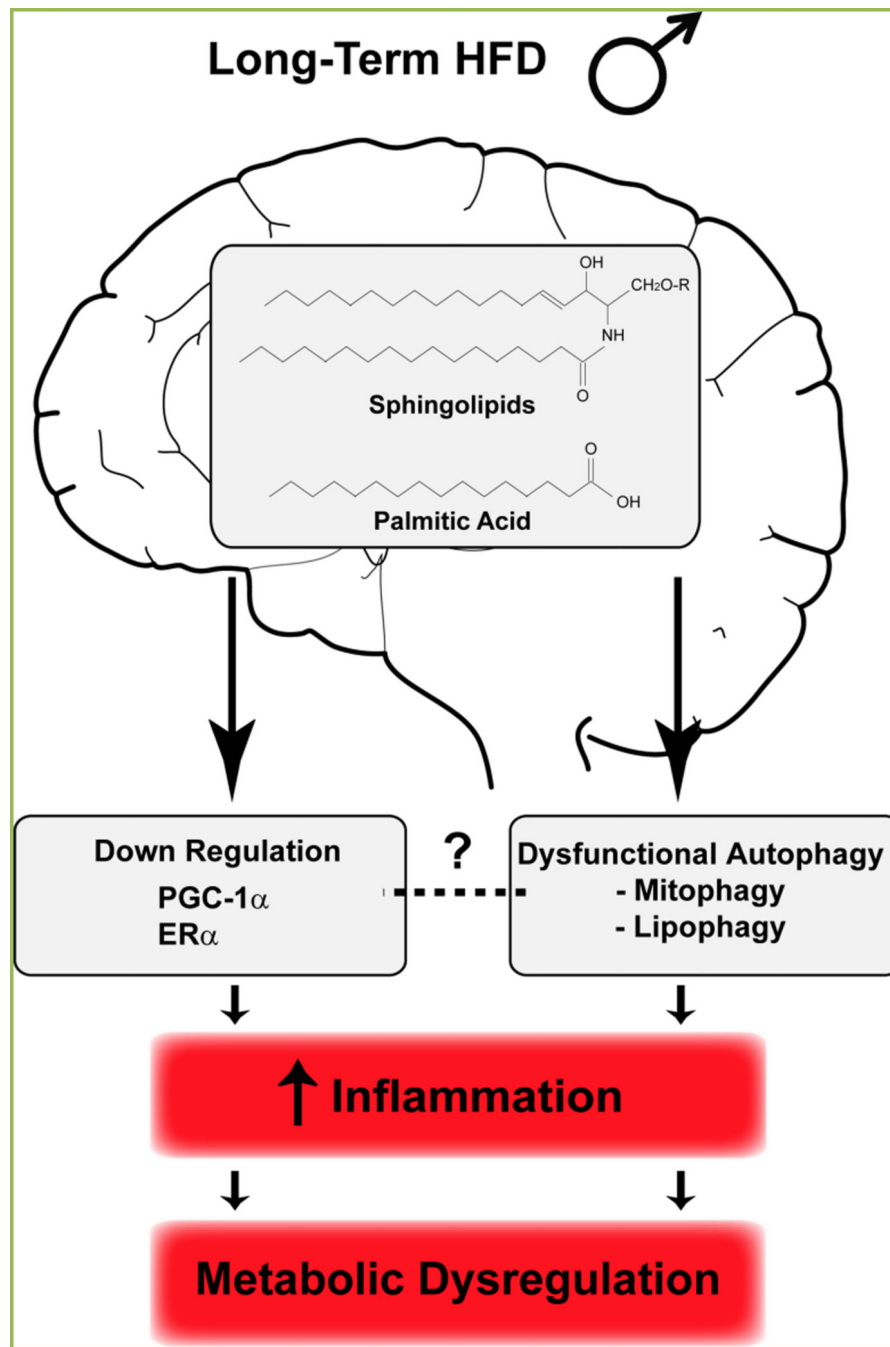 Long-Term HFD
OH
CH₂O-R
NH
O
Sphingolipids
O
OH
Palmitic Acid
Down Regulation
PGC-1α
ERα
?
Dysfunctional Autophagy
- Mitophagy
- Lipophagy
Inflammation
Metabolic Dysregulation